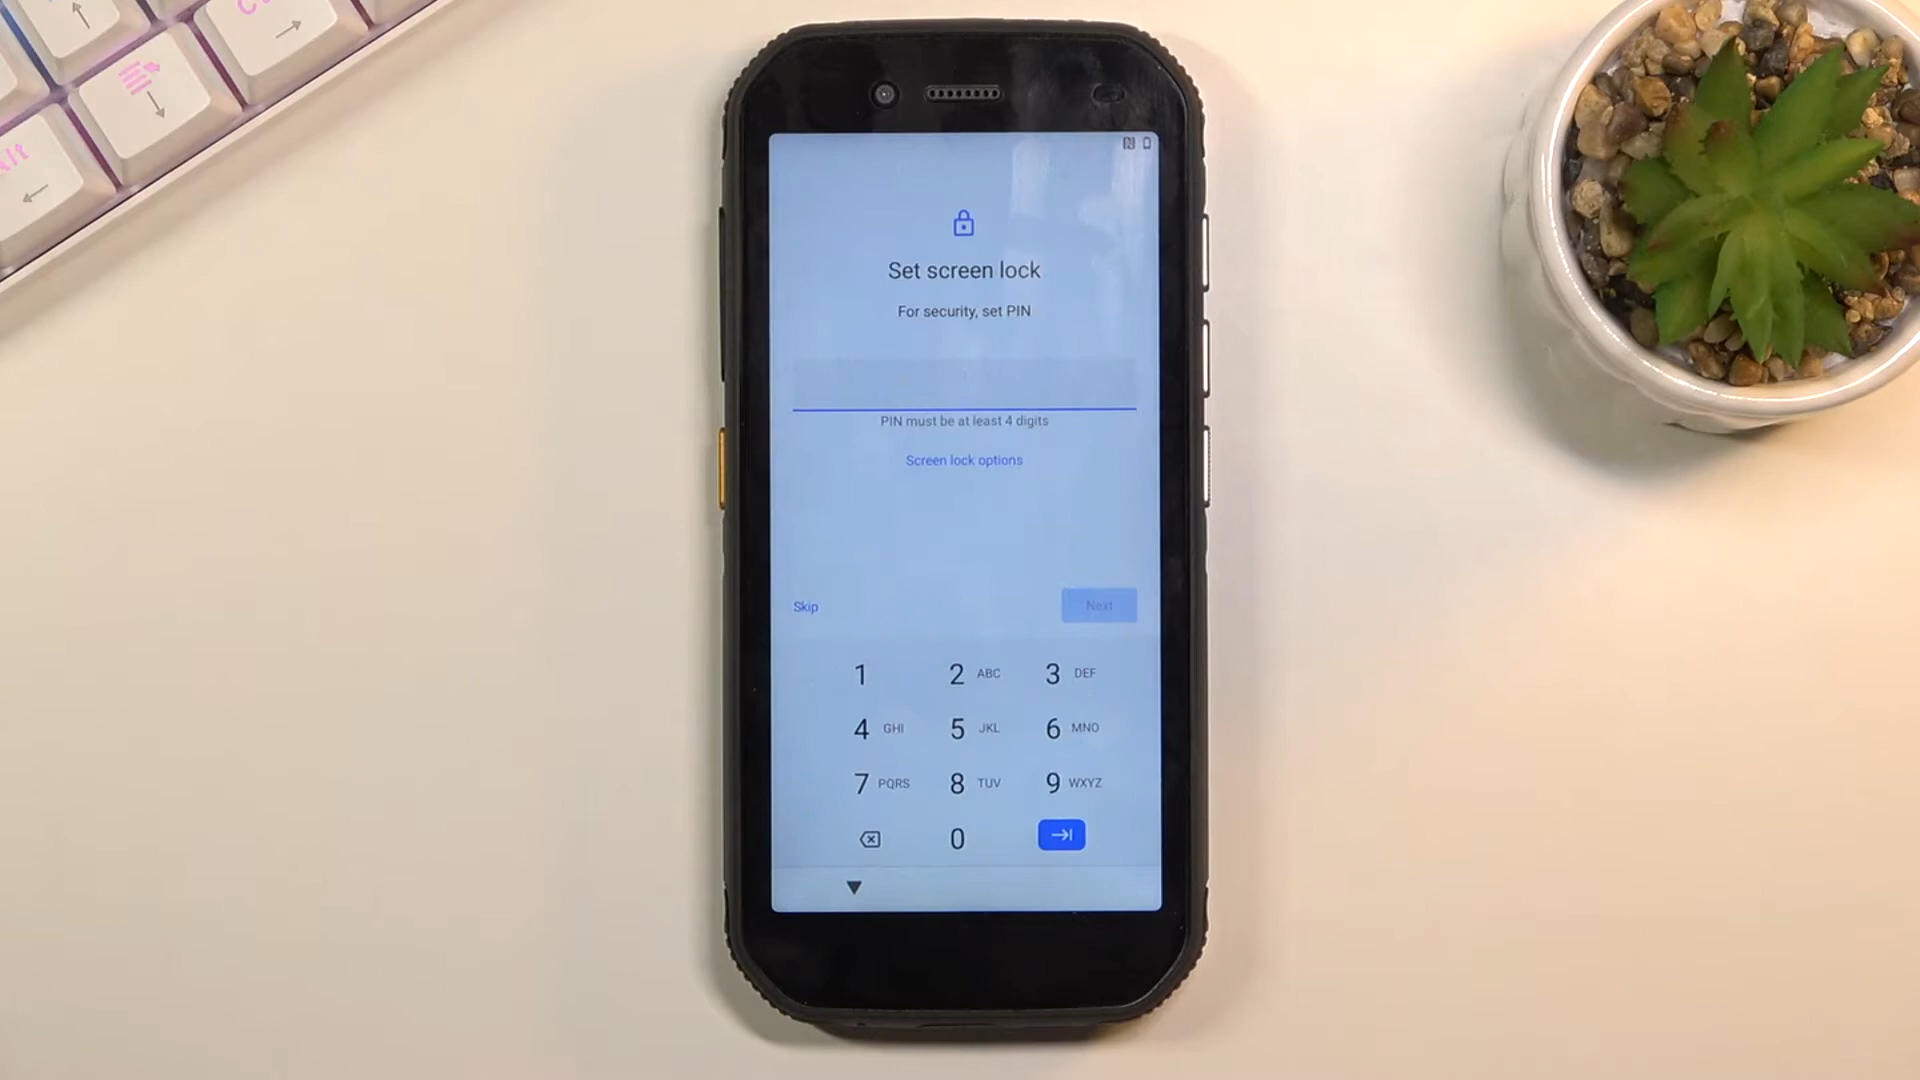 Alt
Set screen lock
For security, set PIN
PIN must be at least 4 digits
Screen lock options
Skip
Next
1
2 ABC
3 DEF
4 GHI
5 JKL
6 MNO
7 PQRS
8 TUV
9 WXYZ
0